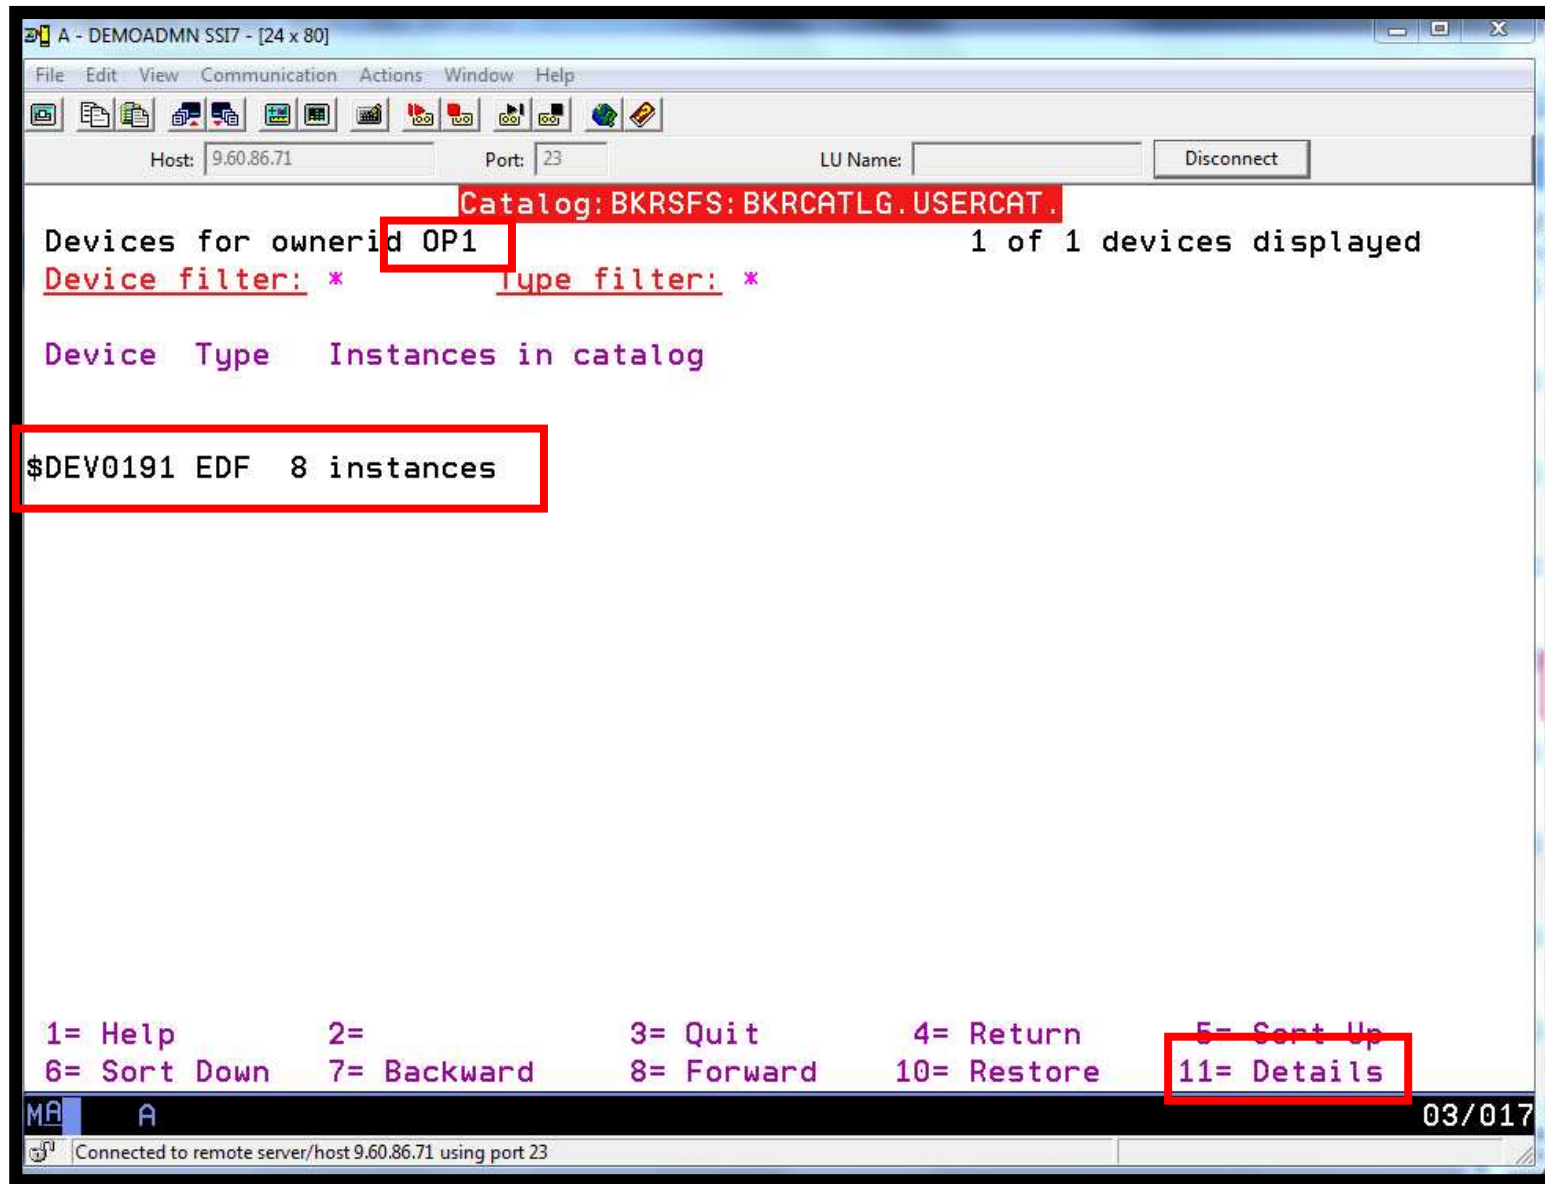 A - DEMOADMN SSI7 - [24 x 80]
File Edit View Communication Actions Window Help
Host: 9.60.86.71 Port: 23 LU Name: Disconnect
Catalog:BKRSFS:BKRCATLG.USERCAT.
Devices for ownerid OP1 1 of 1 devices displayed
Device filter: * Type filter: *
Device Type Instances in catalog
$DEV0191 EDF 8 instances
1= Help 2= 3= Quit 4= Return 5= Sort Up
6= Sort Down 7= Backward 8= Forward 10= Restore 11= Details
MA A 03/017
Connected to remote server/host 9.60.86.71 using port 23